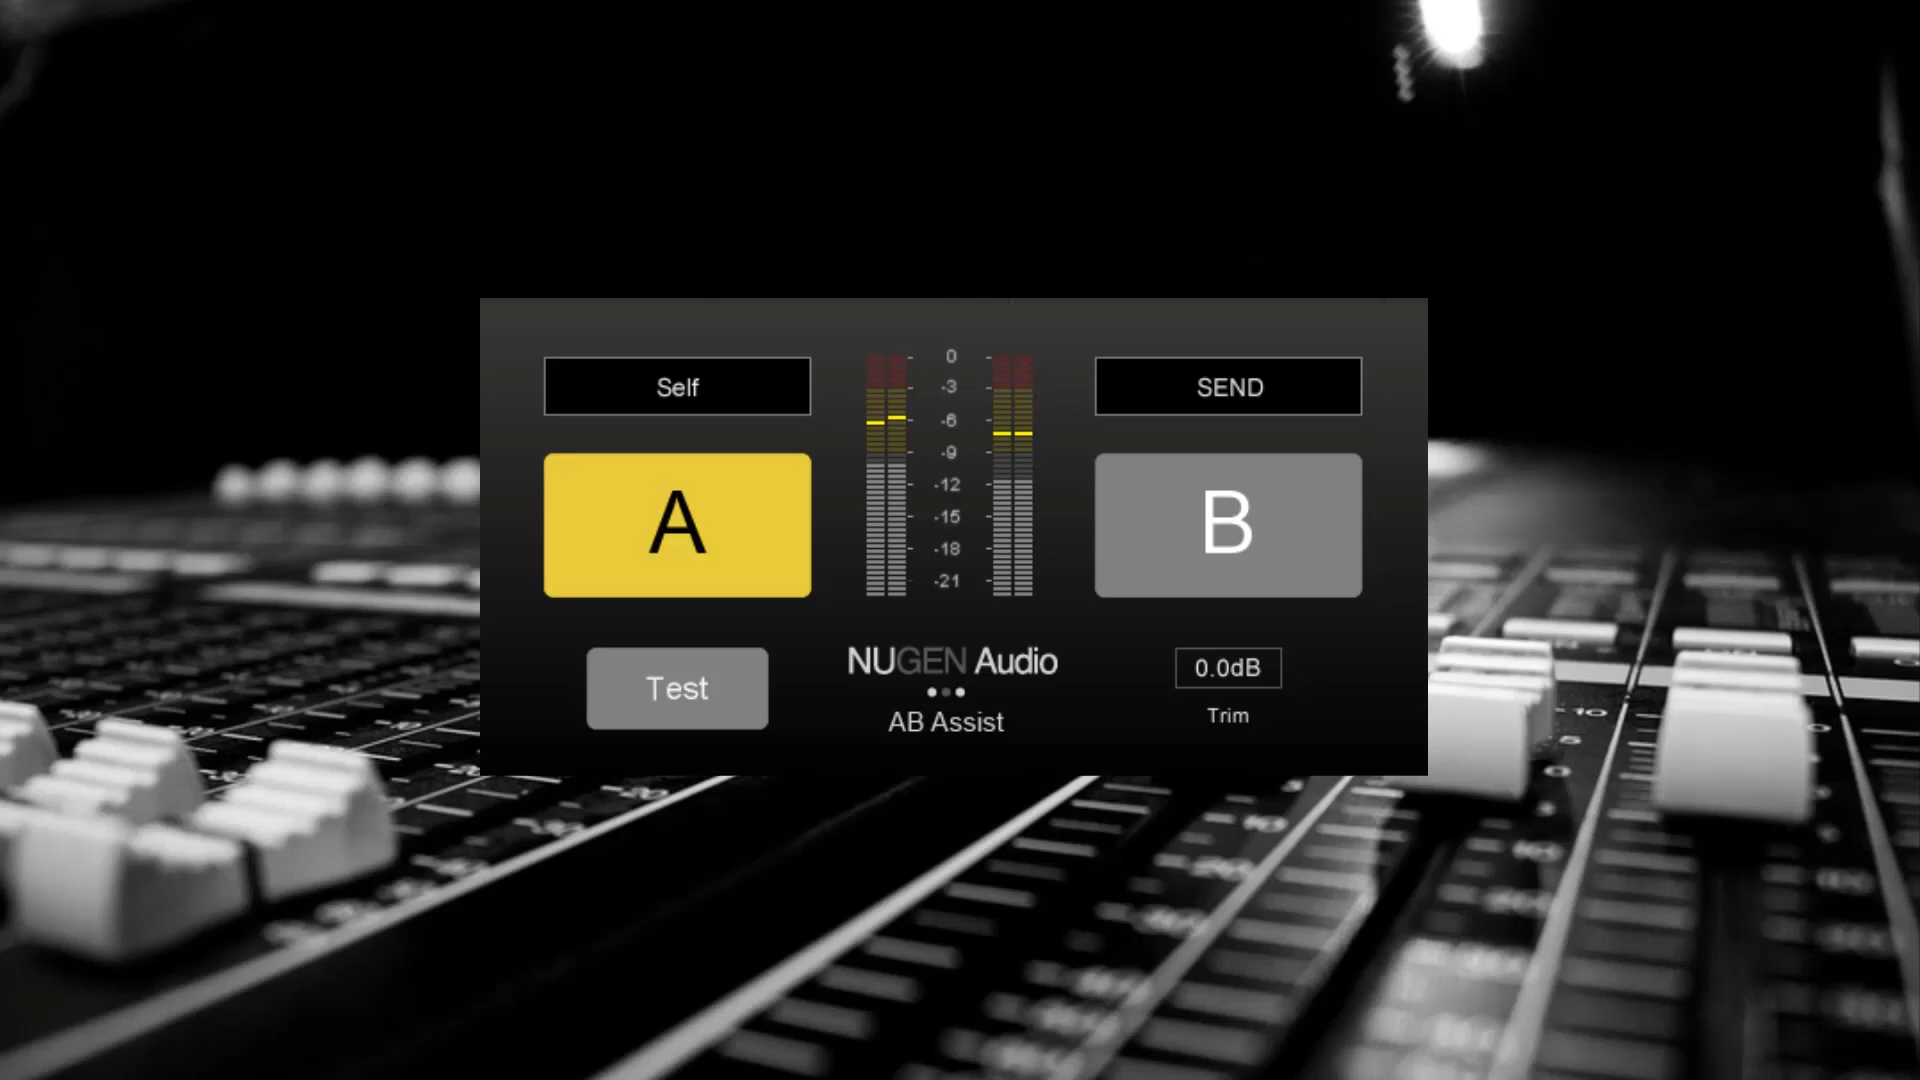 Self
A
Test
0
-3
-6
-9
-12
-15
-18
-21
NUGEN Audio
AB Assist
SEND
B
0.0dB
Trim